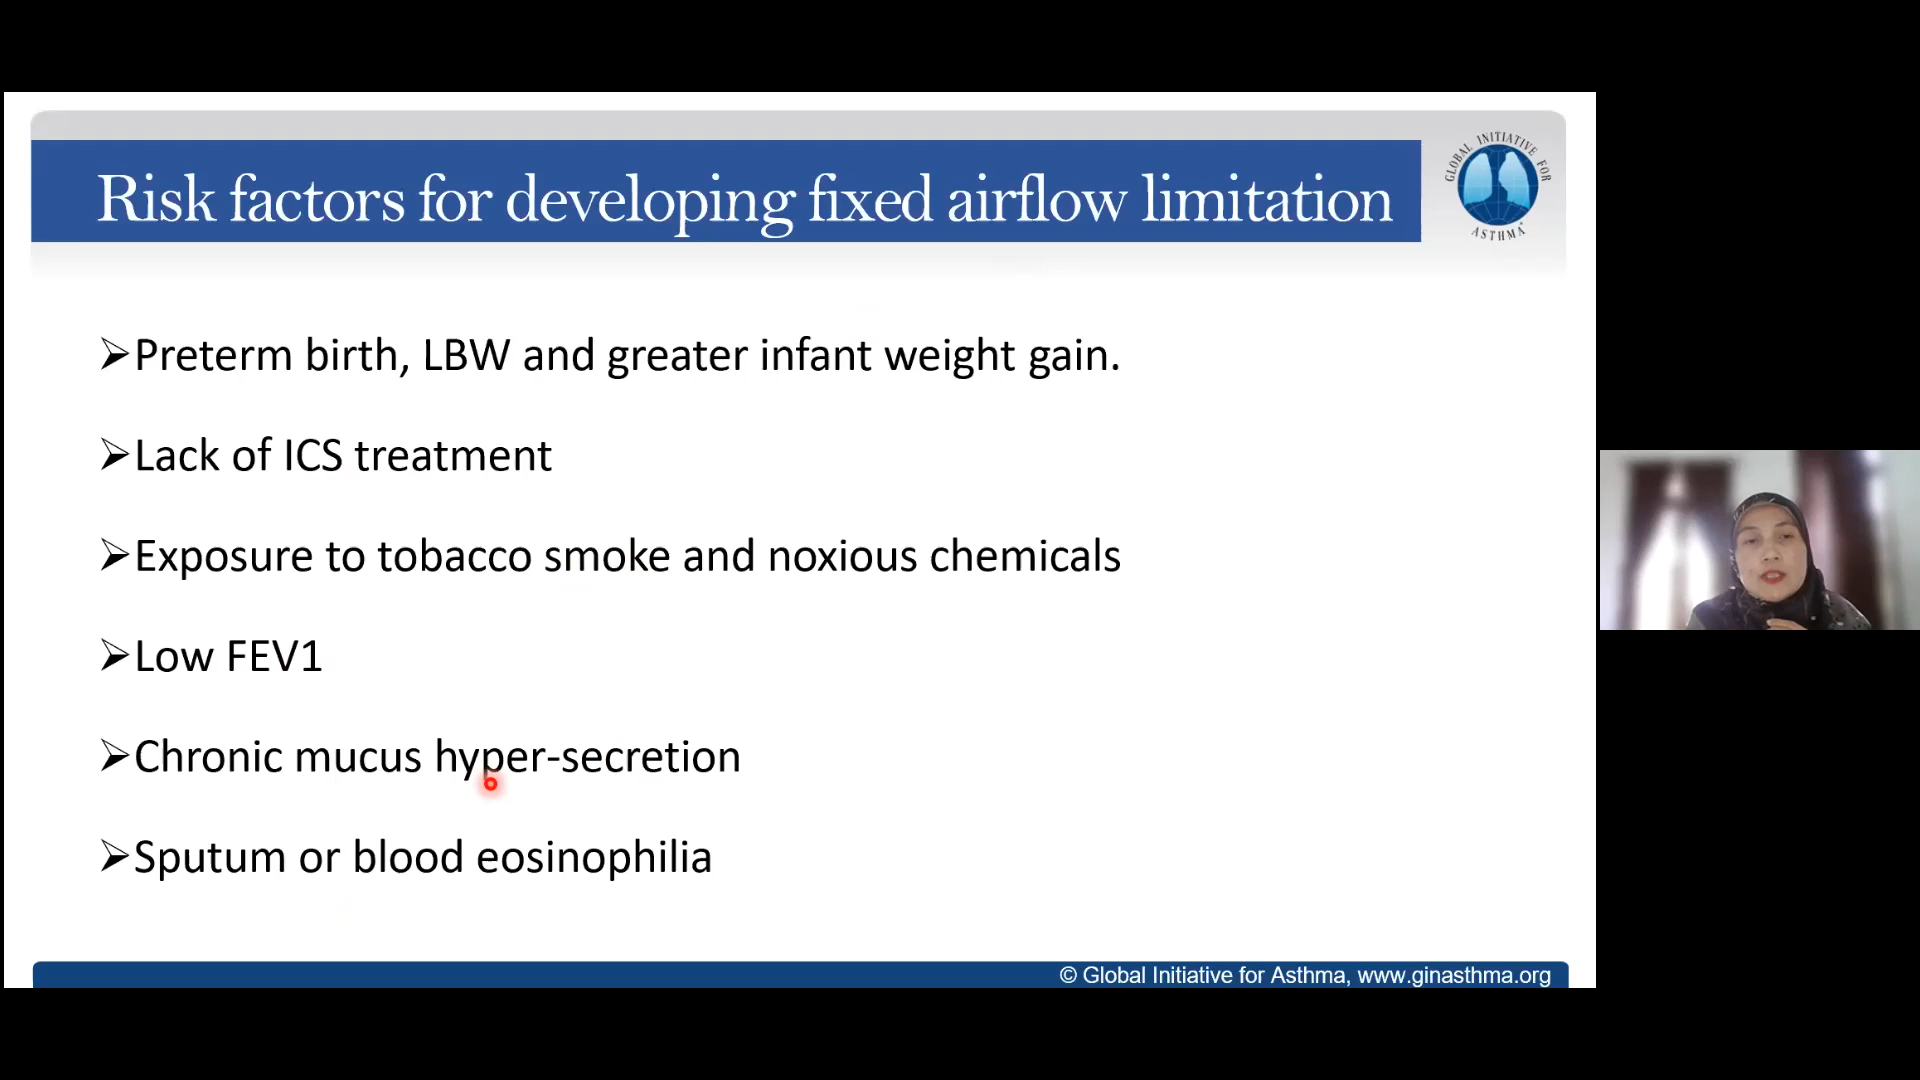 Risk factors for developing fixed airflow limitation
GLOBAL INITIATIVE FOR
ASTHMA
➢Preterm birth, LBW and greater infant weight gain.
➢Lack of ICS treatment
➢Exposure to tobacco smoke and noxious chemicals
➢Low FEV1
➢Chronic mucus hyper-secretion
➢Sputum or blood eosinophilia
© Global Initiative for Asthma, www.ginasthma.org